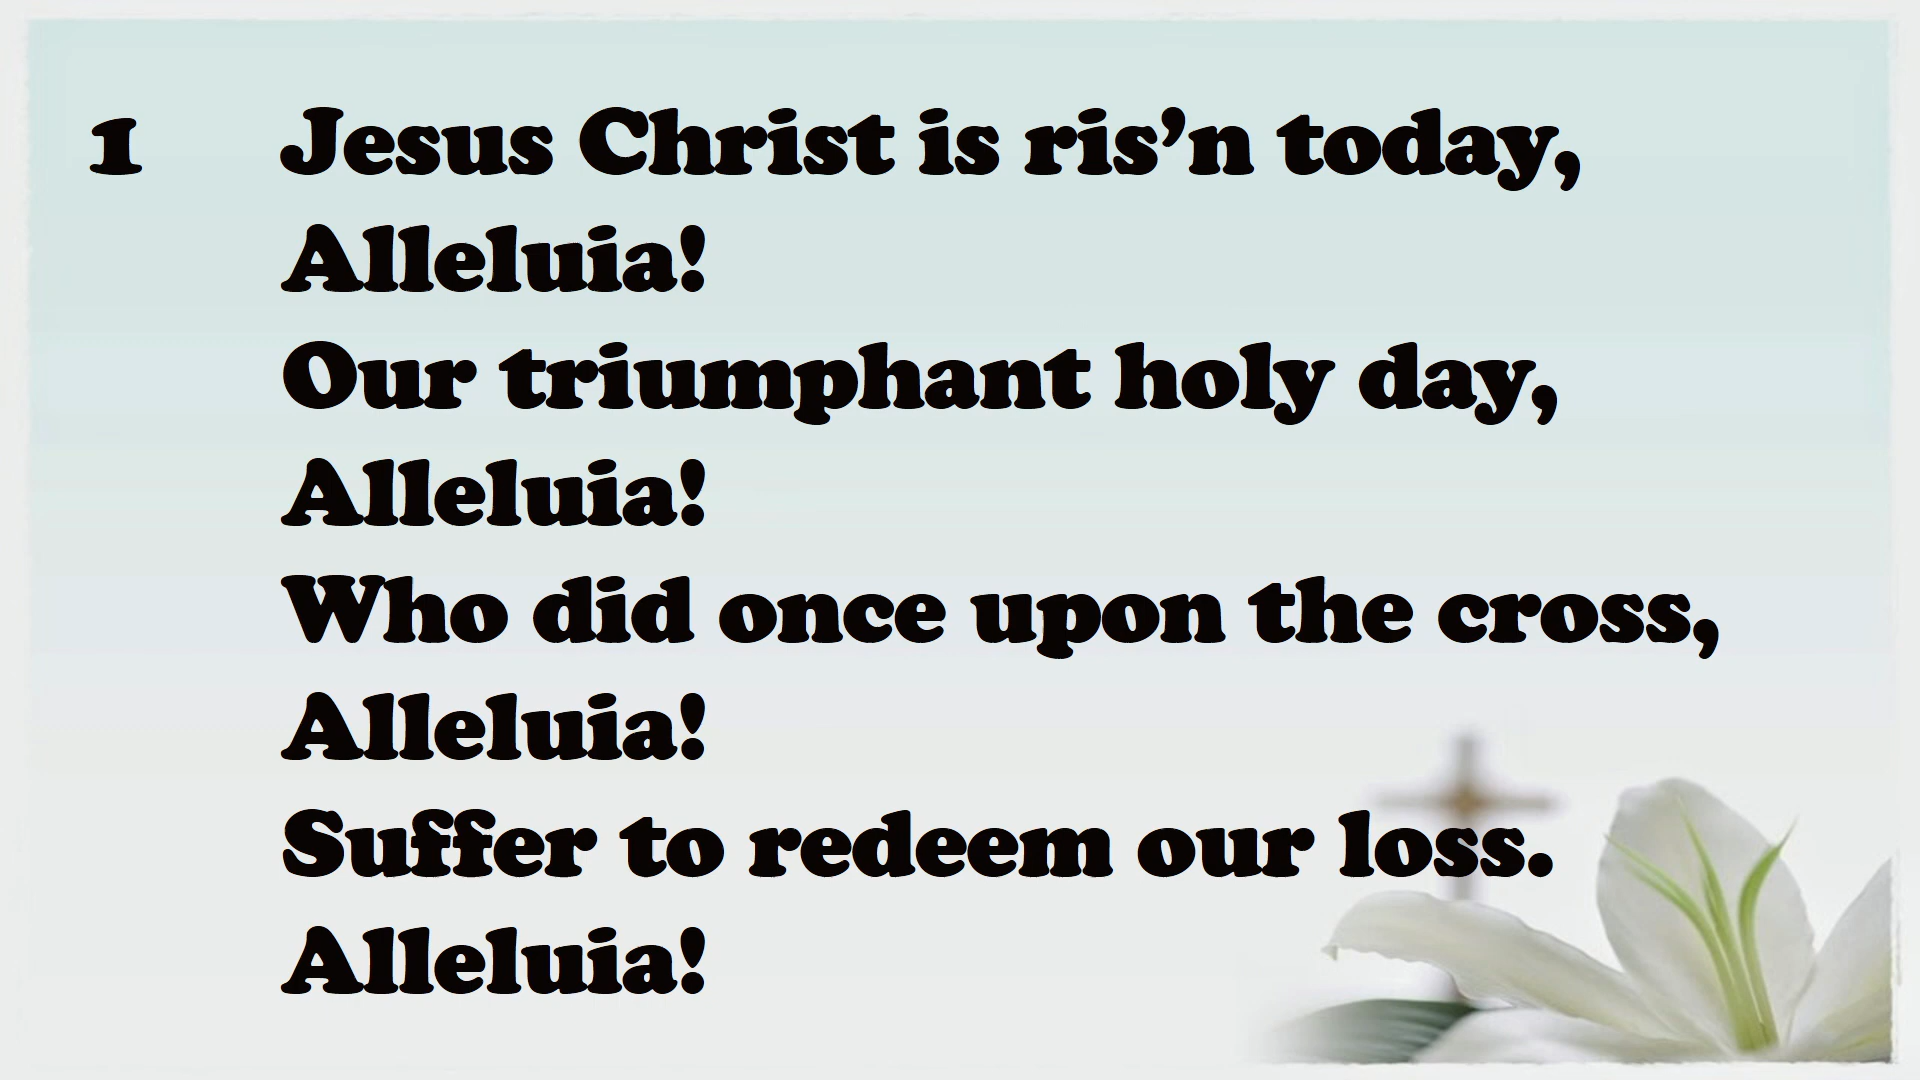 1 Jesus Christ is ris’n today,
Alleluia!
Our triumphant holy day,
Alleluia!
Who did once upon the cross,
Alleluia!
Suffer to redeem our loss.
Alleluia!